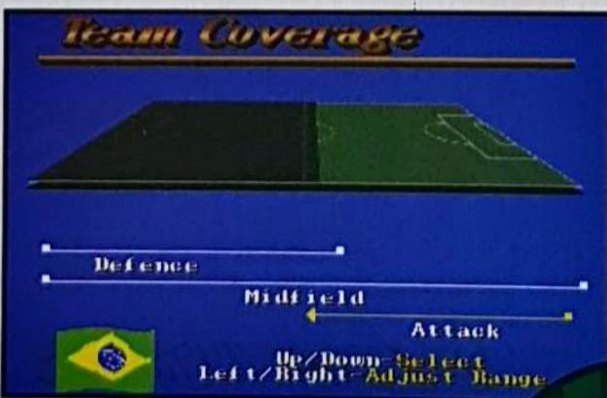 Team Coverage
Defence
Midfield
Attack
Up/Down-Select
Left/Right-Adjust Range